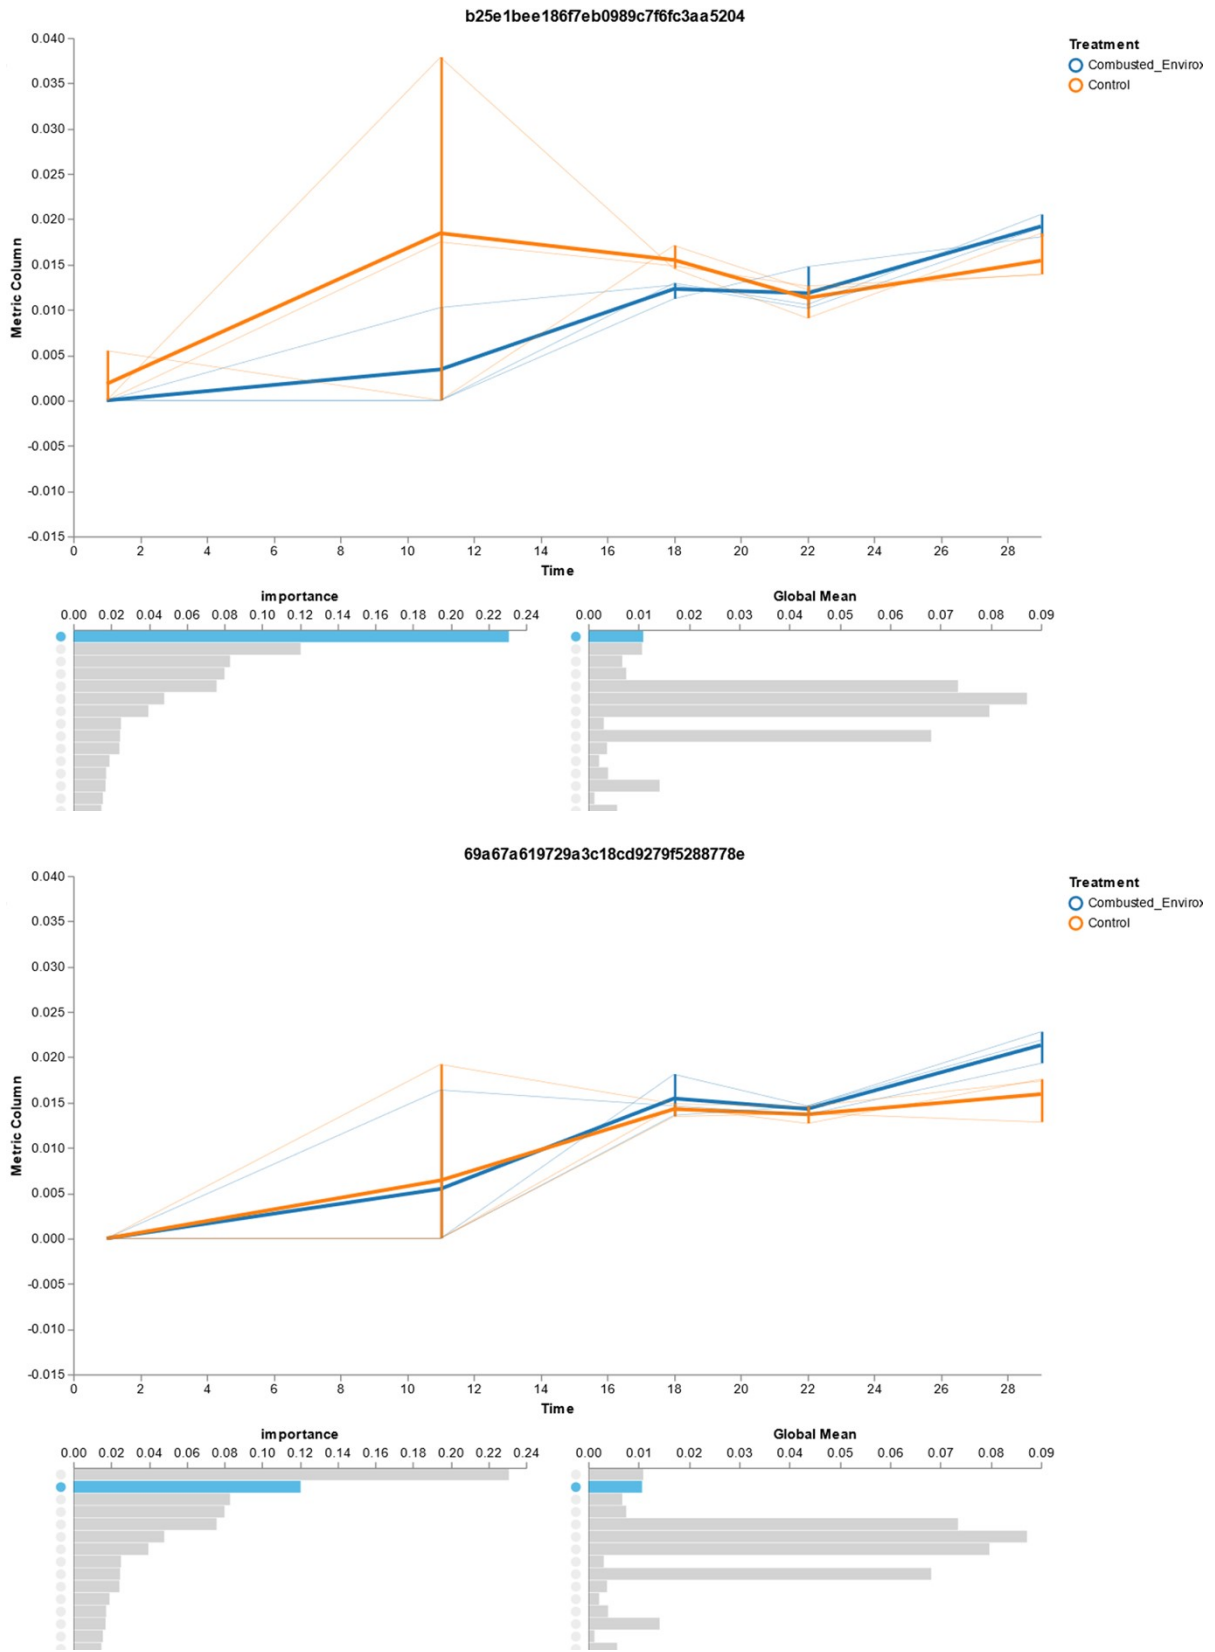 b25e1bee186f7eb0989c7f6fc3aa5204
Treatment
Combusted_Envirox
Control
0.040
0.035
0.030
0.025
0.020
0.015
0.010
0.005
0.000
-0.005
-0.010
-0.015
Metric Column
0 2 4 6 8 10 12 14 16 18 20 22 24 26 28
Time
importance
0.00 0.02 0.04 0.06 0.08 0.10 0.12 0.14 0.16 0.18 0.20 0.22 0.24
Global Mean
0.00 0.01 0.02 0.03 0.04 0.05 0.06 0.07 0.08 0.09
69a67a619729a3c18cd9279f5288778e
Treatment
Combusted_Envirox
Control
0.040
0.035
0.030
0.025
0.020
0.015
0.010
0.005
0.000
-0.005
-0.010
-0.015
Metric Column
0 2 4 6 8 10 12 14 16 18 20 22 24 26 28
Time
importance
0.00 0.02 0.04 0.06 0.08 0.10 0.12 0.14 0.16 0.18 0.20 0.22 0.24
Global Mean
0.00 0.01 0.02 0.03 0.04 0.05 0.06 0.07 0.08 0.09